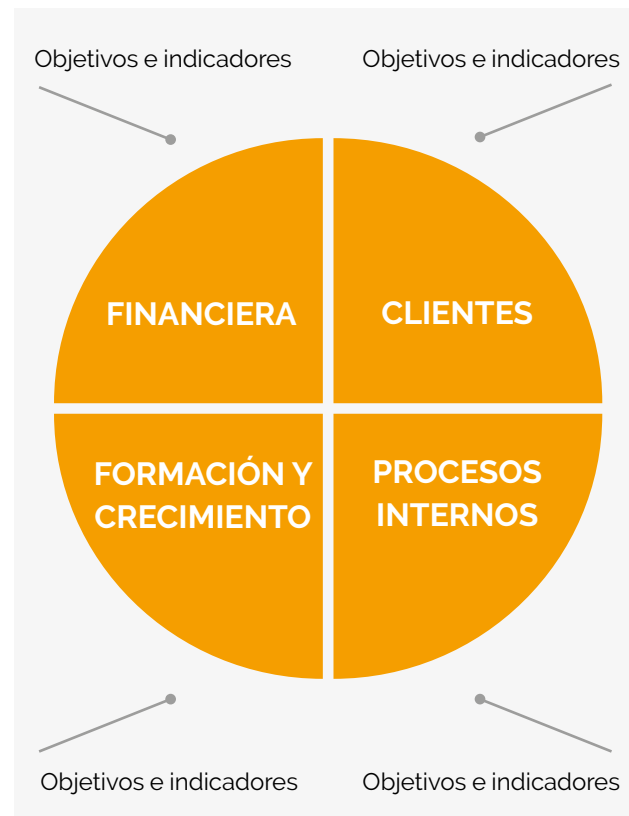 Objetivos e indicadores
Objetivos e indicadores
FINANCIERA
CLIENTES
FORMACIÓN Y
CRECIMIENTO
PROCESOS
INTERNOS
Objetivos e indicadores
Objetivos e indicadores